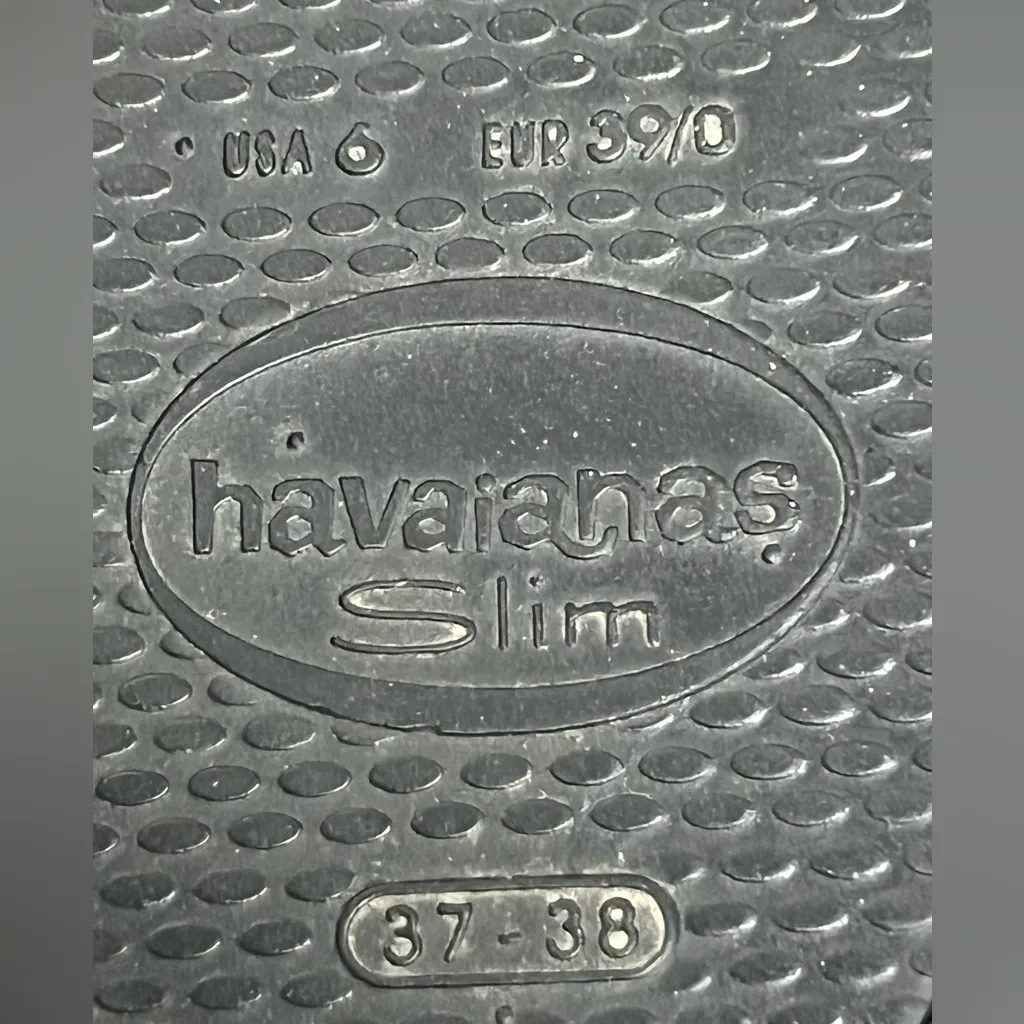 USA 6 EUR 39/0
havaianas
Slim
37 - 38